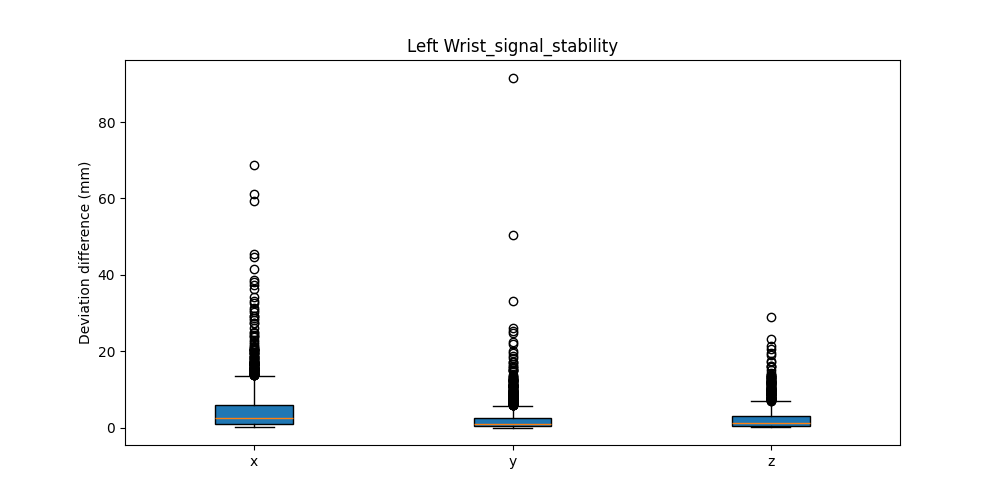 Left Wrist_signal_stability
Deviation difference (mm)
80
60
40
20
0
x y z